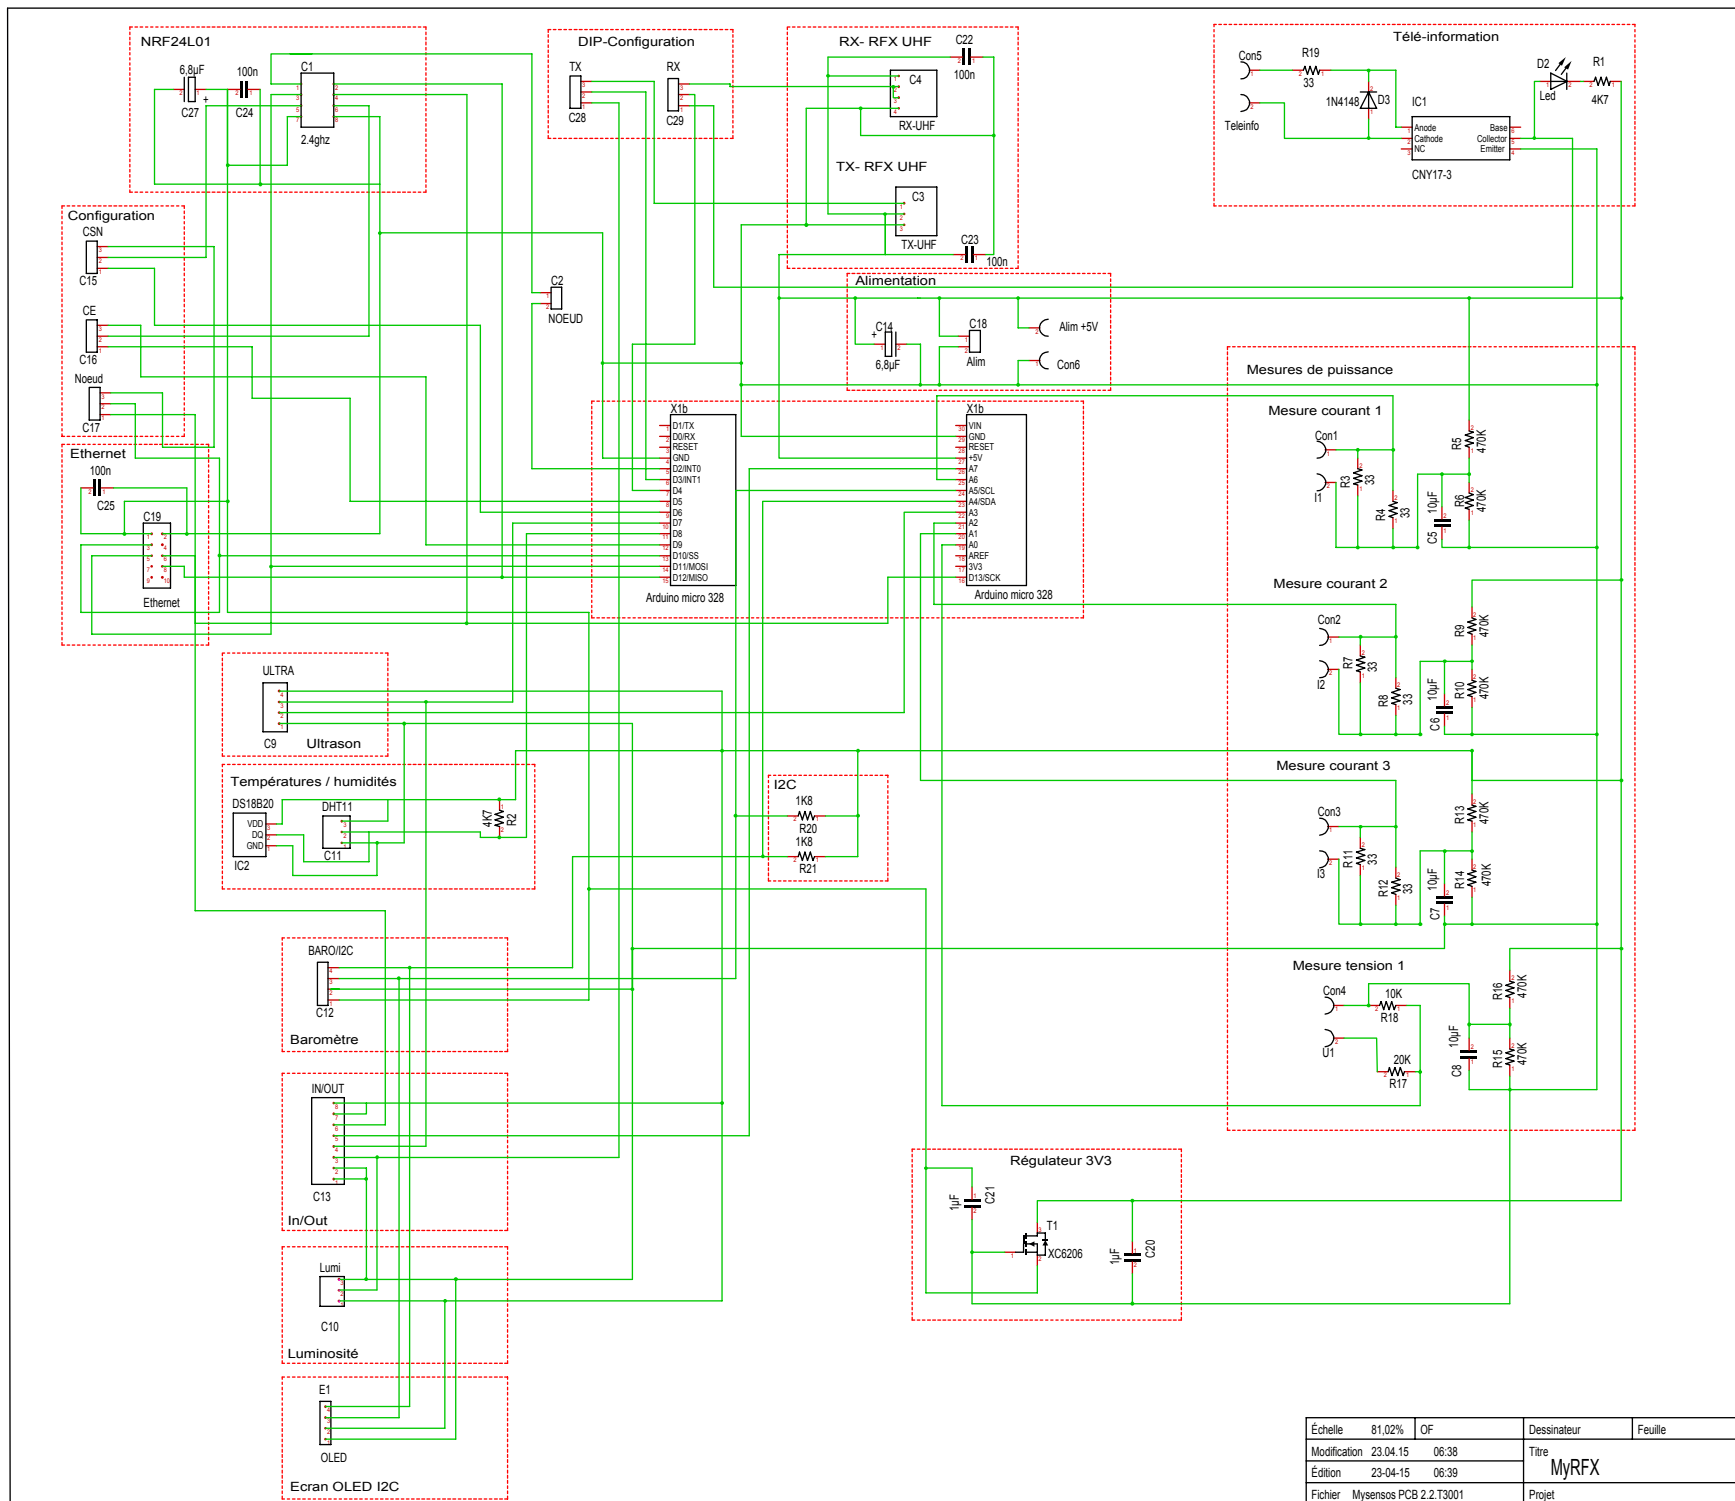 NRF24L01
6,8µF
C27
100n
C24
C1
2.4ghz
DIP-Configuration
TX
C28
RX
C29
RX- RFX UHF
C22
100n
C4
RX-UHF
TX- RFX UHF
C3
TX-UHF
C23
100n
Télé-information
Con5
R19
33
1N4148
D3
Teleinfo
IC1
Anode
Cathode
NC
Base
Collector
Emitter
CNY17-3
D2
Led
R1
4K7
Configuration
CSN
C15
CE
C16
Noeud
C17
C2
NOEUD
Alimentation
C14
6,8µF
C18
Alim
Alim +5V
Con6
Ethernet
100n
C25
C19
Ethernet
X1b
D1/TX
D0/RX
RESET
GND
D2/INT0
D3/INT1
D4
D5
D6
D7
D8
D9
D10/SS
D11/MOSI
D12/MISO
Arduino micro 328
X1b
VIN
GND
RESET
+5V
A7
A6
A5/SCL
A4/SDA
A3
A2
A1
A0
AREF
3V3
D13/SCK
Arduino micro 328
Mesures de puissance
Mesure courant 1
Con1
I1
R3
33
R4
33
C5
10µF
R5
470K
R6
470K
Mesure courant 2
Con2
I2
R7
33
R8
33
C6
10µF
R9
470K
R10
470K
Mesure courant 3
Con3
I3
R11
33
R12
33
C7
10µF
R13
470K
R14
470K
Mesure tension 1
Con4
U1
10K
R18
20K
R17
C8
10µF
R16
470K
R15
470K
ULTRA
C9
Ultrason
Températures / humidités
DS18B20
VDD
DQ
GND
IC2
DHT11
C11
4K7
R2
I2C
1K8
R20
1K8
R21
BARO/I2C
C12
Baromètre
IN/OUT
C13
In/Out
Lumi
C10
Luminosité
E1
OLED
Ecran OLED I2C
Régulateur 3V3
1µF
C21
T1
XC6206
1µF
C20
Échelle 81,02% OF Dessinateur Feuille
Modification 23.04.15 06:38 Titre
MyRFX
Édition 23-04-15 06:39
Fichier Mysensos PCB 2.2.T3001 Projet